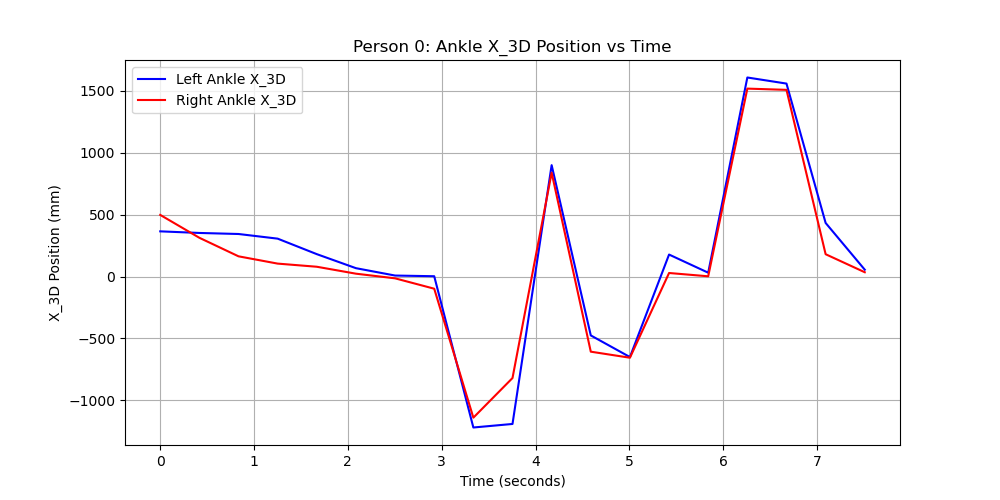 Person 0: Ankle X_3D Position vs Time
Left Ankle X_3D
Right Ankle X_3D
X_3D Position (mm)
1500
1000
500
0
−500
−1000
0 1 2 3 4 5 6 7
Time (seconds)